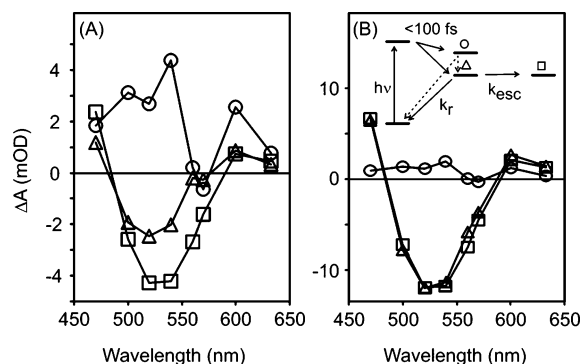 (A)
(B)
<100 fs
hν
k_r
k_esc
ΔA (mOD)
4
2
0
-2
-4
10
0
-10
450 500 550 600 650
450 500 550 600 650
Wavelength (nm)
Wavelength (nm)